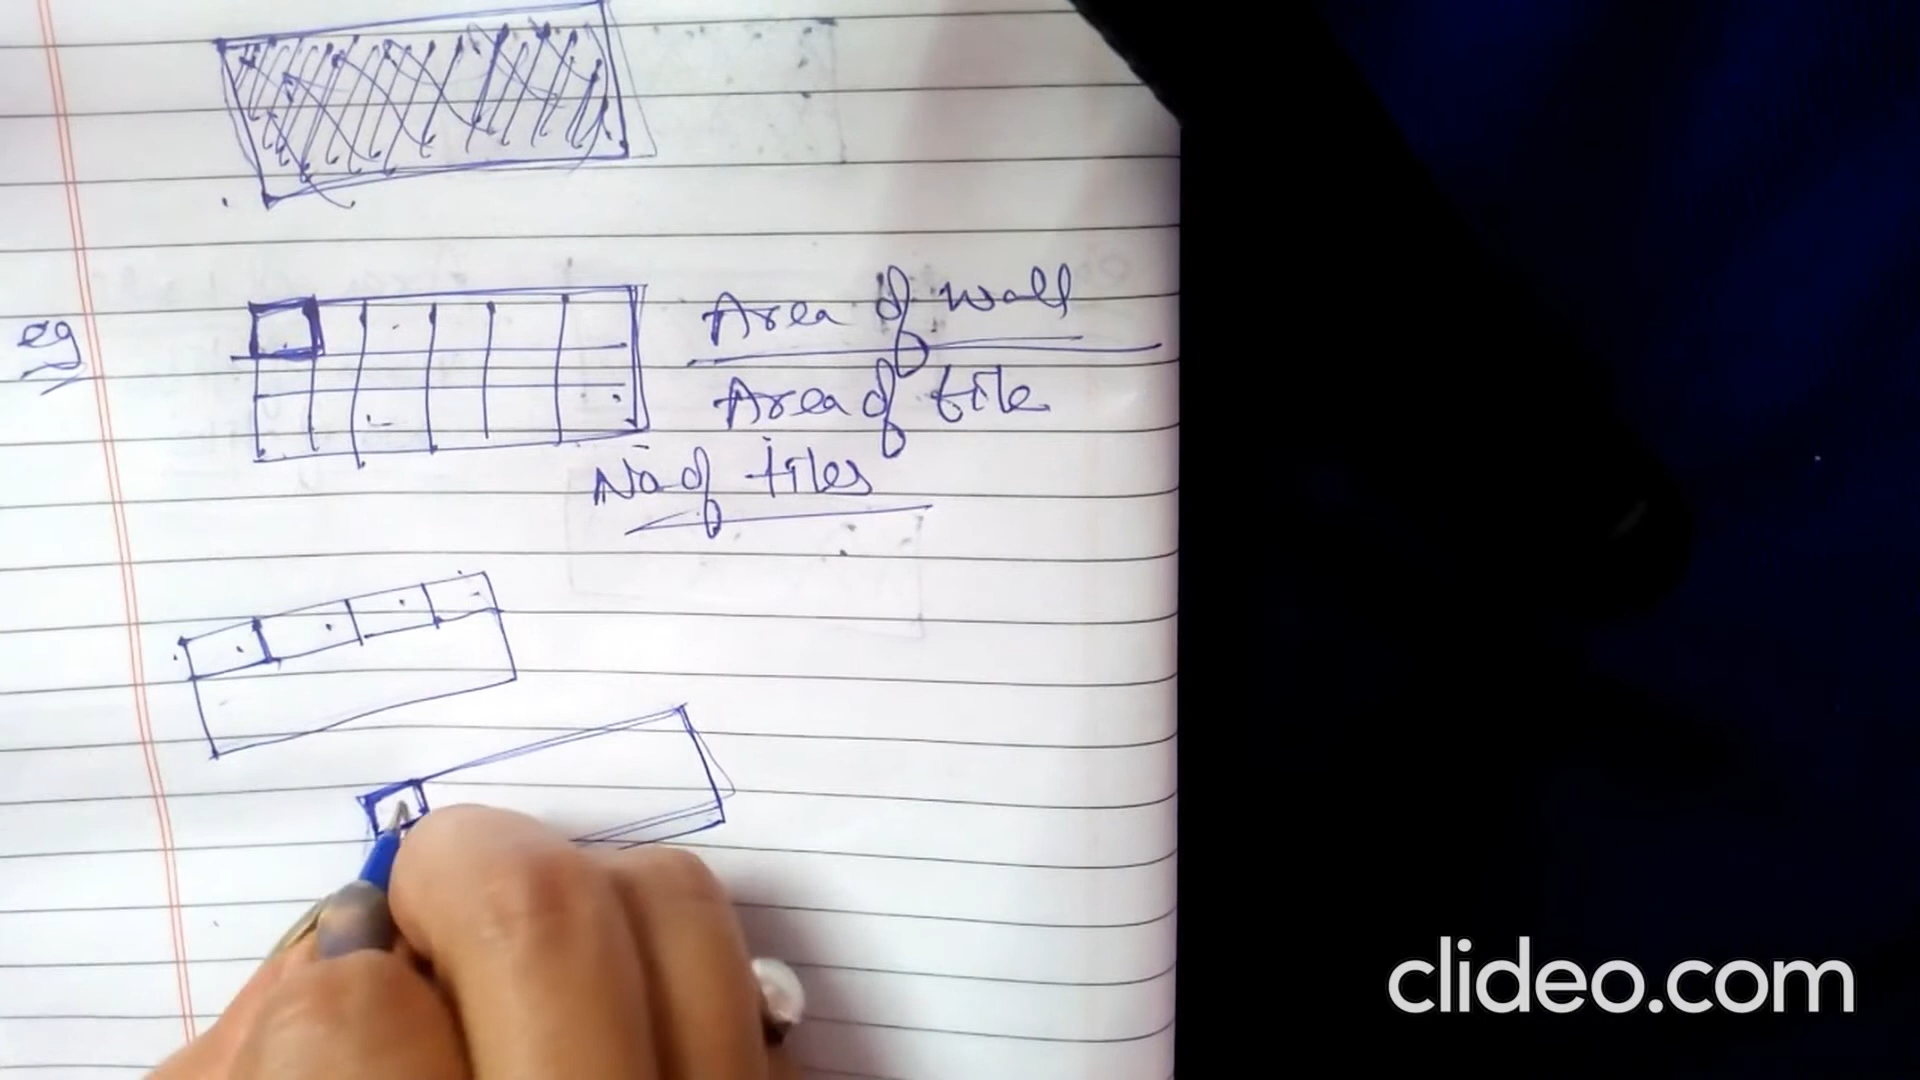 eg
Area of wall
Area of tile
No of tiles
clideo.com